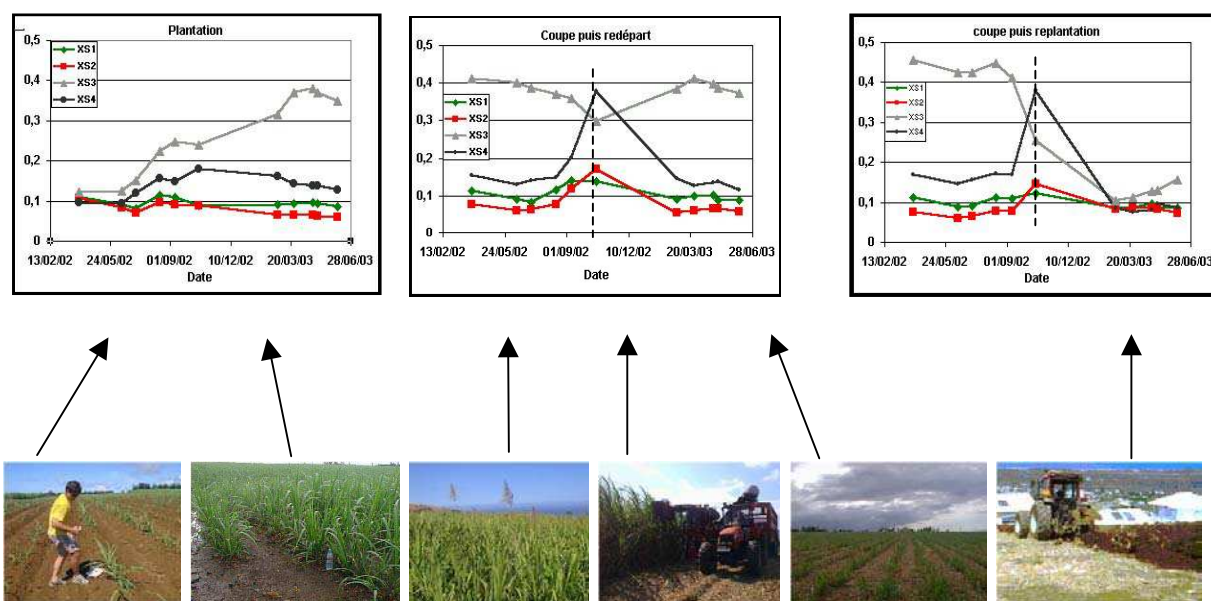 Plantation
0,5
0,4
0,3
0,2
0,1
0
XS1
XS2
XS3
XS4
13/02/02 24/05/02 01/09/02 10/12/02 20/03/03 28/06/03
Date
Coupe puis redépart
0,5
0,4
0,3
0,2
0,1
0
XS1
XS2
XS3
XS4
13/02/02 24/05/02 01/09/02 10/12/02 20/03/03 28/06/03
Date
coupe puis replantation
0,5
0,4
0,3
0,2
0,1
0
XS1
XS2
XS3
XS4
13/02/02 24/05/02 01/09/02 10/12/02 20/03/03 28/06/03
Date